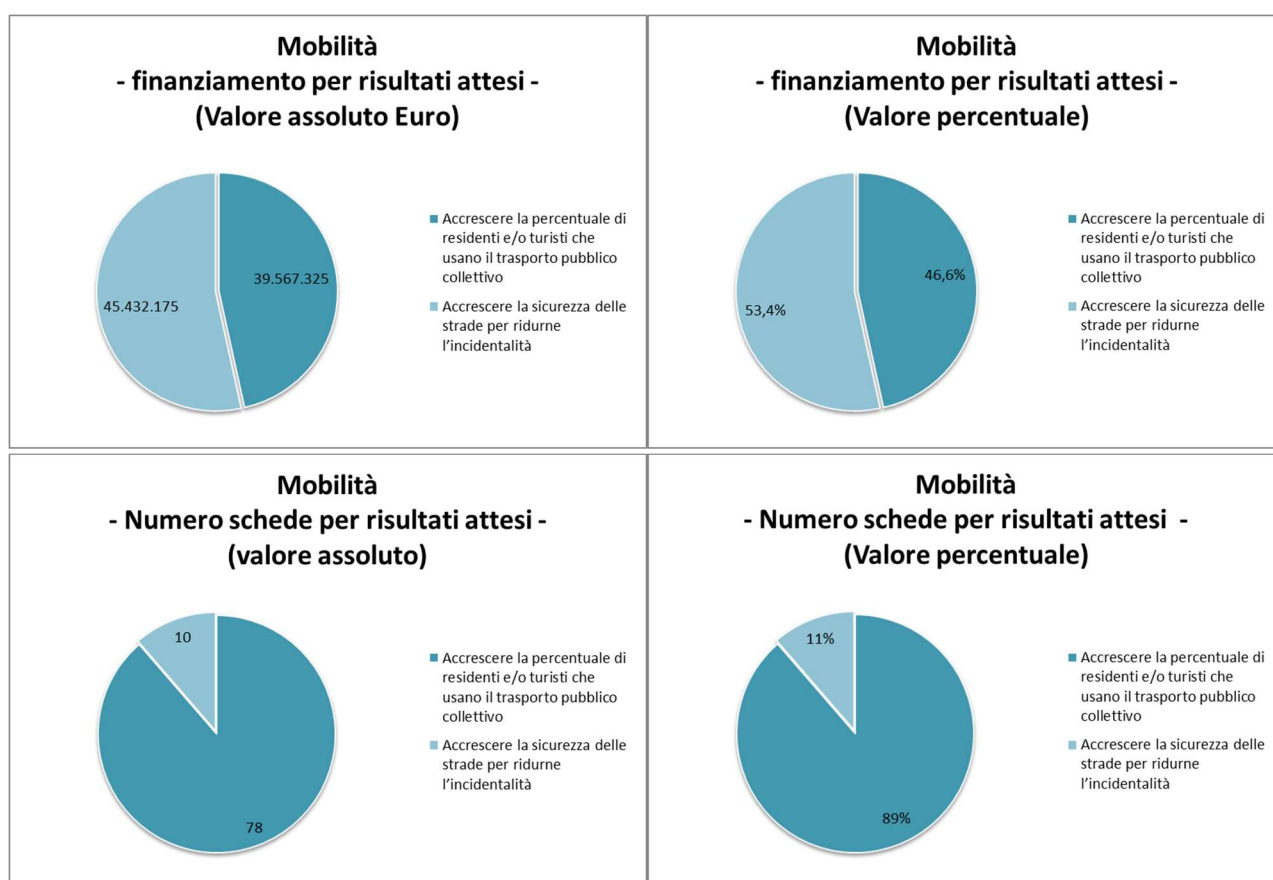 Mobilità
- finanziamento per risultati attesi -
(Valore assoluto Euro)
39.567.325
45.432.175
Accrescere la percentuale di
residenti e/o turisti che
usano il trasporto pubblico
collettivo
Accrescere la sicurezza delle
strade per ridurne
l'incidentalità
Mobilità
- finanziamento per risultati attesi -
(Valore percentuale)
46,6%
53,4%
Accrescere la percentuale di
residenti e/o turisti che
usano il trasporto pubblico
collettivo
Accrescere la sicurezza delle
strade per ridurne
l'incidentalità
Mobilità
- Numero schede per risultati attesi -
(valore assoluto)
10
78
Accrescere la percentuale di
residenti e/o turisti che
usano il trasporto pubblico
collettivo
Accrescere la sicurezza delle
strade per ridurne
l'incidentalità
Mobilità
- Numero schede per risultati attesi -
(Valore percentuale)
11%
89%
Accrescere la percentuale di
residenti e/o turisti che
usano il trasporto pubblico
collettivo
Accrescere la sicurezza delle
strade per ridurne
l'incidentalità